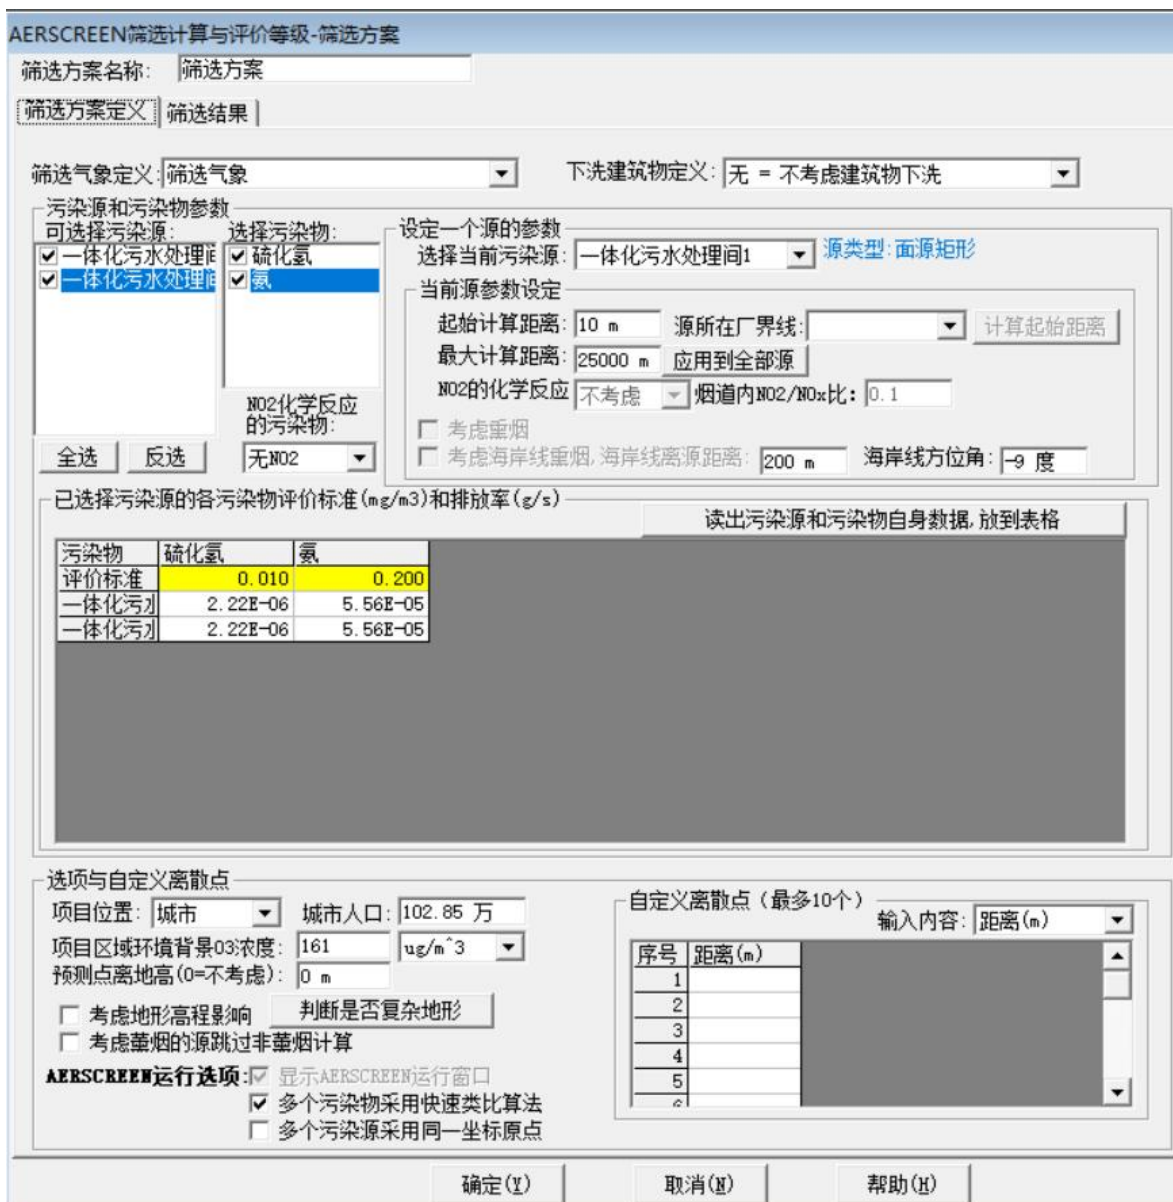 AERSCREEN筛选计算与评价等级-筛选方案
筛选方案名称: 筛选方案
筛选方案定义 筛选结果
筛选气象定义: 筛选气象 下洗建筑物定义: 无 = 不考虑建筑物下洗
污染源和污染物参数
可选择污染源: 选择污染物:
一体化污水处理间 硫化氢
一体化污水处理间 氨
NO2化学反应
的污染物:
全选 反选 无NO2
设定一个源的参数
选择当前污染源: 一体化污水处理间1 源类型: 面源矩形
当前源参数设定
起始计算距离: 10 m 源所在厂界线: 计算起始距离
最大计算距离: 25000 m 应用到全部源
NO2的化学反应 不考虑 烟道内NO2/NOx比: 0.1
考虑重烟
考虑海岸线重烟, 海岸线离源距离: 200 m 海岸线方位角: -9 度
已选择污染源的各污染物评价标准(mg/m3)和排放率(g/s)
读出污染源和污染物自身数据, 放到表格
污染物 硫化氢 氨
评价标准 0.010 0.200
一体化污水 2.22E-06 5.56E-05
一体化污水 2.22E-06 5.56E-05
选项与自定义离散点
项目位置: 城市 城市人口: 102.85 万
项目区域环境背景O3浓度: 161 ug/m^3
预测点离地高(0=不考虑): 0 m
考虑地形高程影响 判断是否复杂地形
考虑薰烟的源跳过非薰烟计算
AERSCREEN运行选项: 显示AERSCREEN运行窗口
多个污染物采用快速类比算法
多个污染源采用同一坐标原点
自定义离散点(最多10个)
输入内容: 距离(m)
序号 距离(m)
1
2
3
4
5
6
确定(Y) 取消(N) 帮助(H)